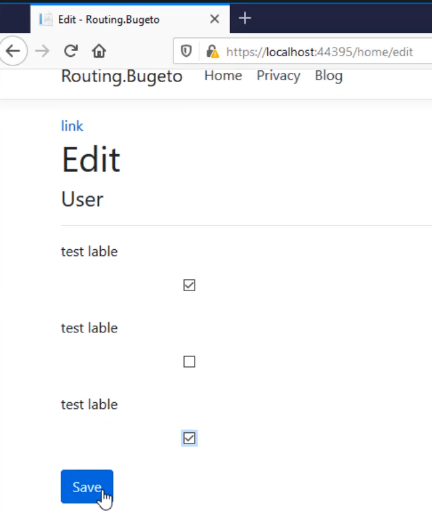 Edit - Routing.Bugeto
https://localhost:44395/home/edit
Routing.Bugeto Home Privacy Blog
link
Edit
User
test lable
test lable
test lable
Save